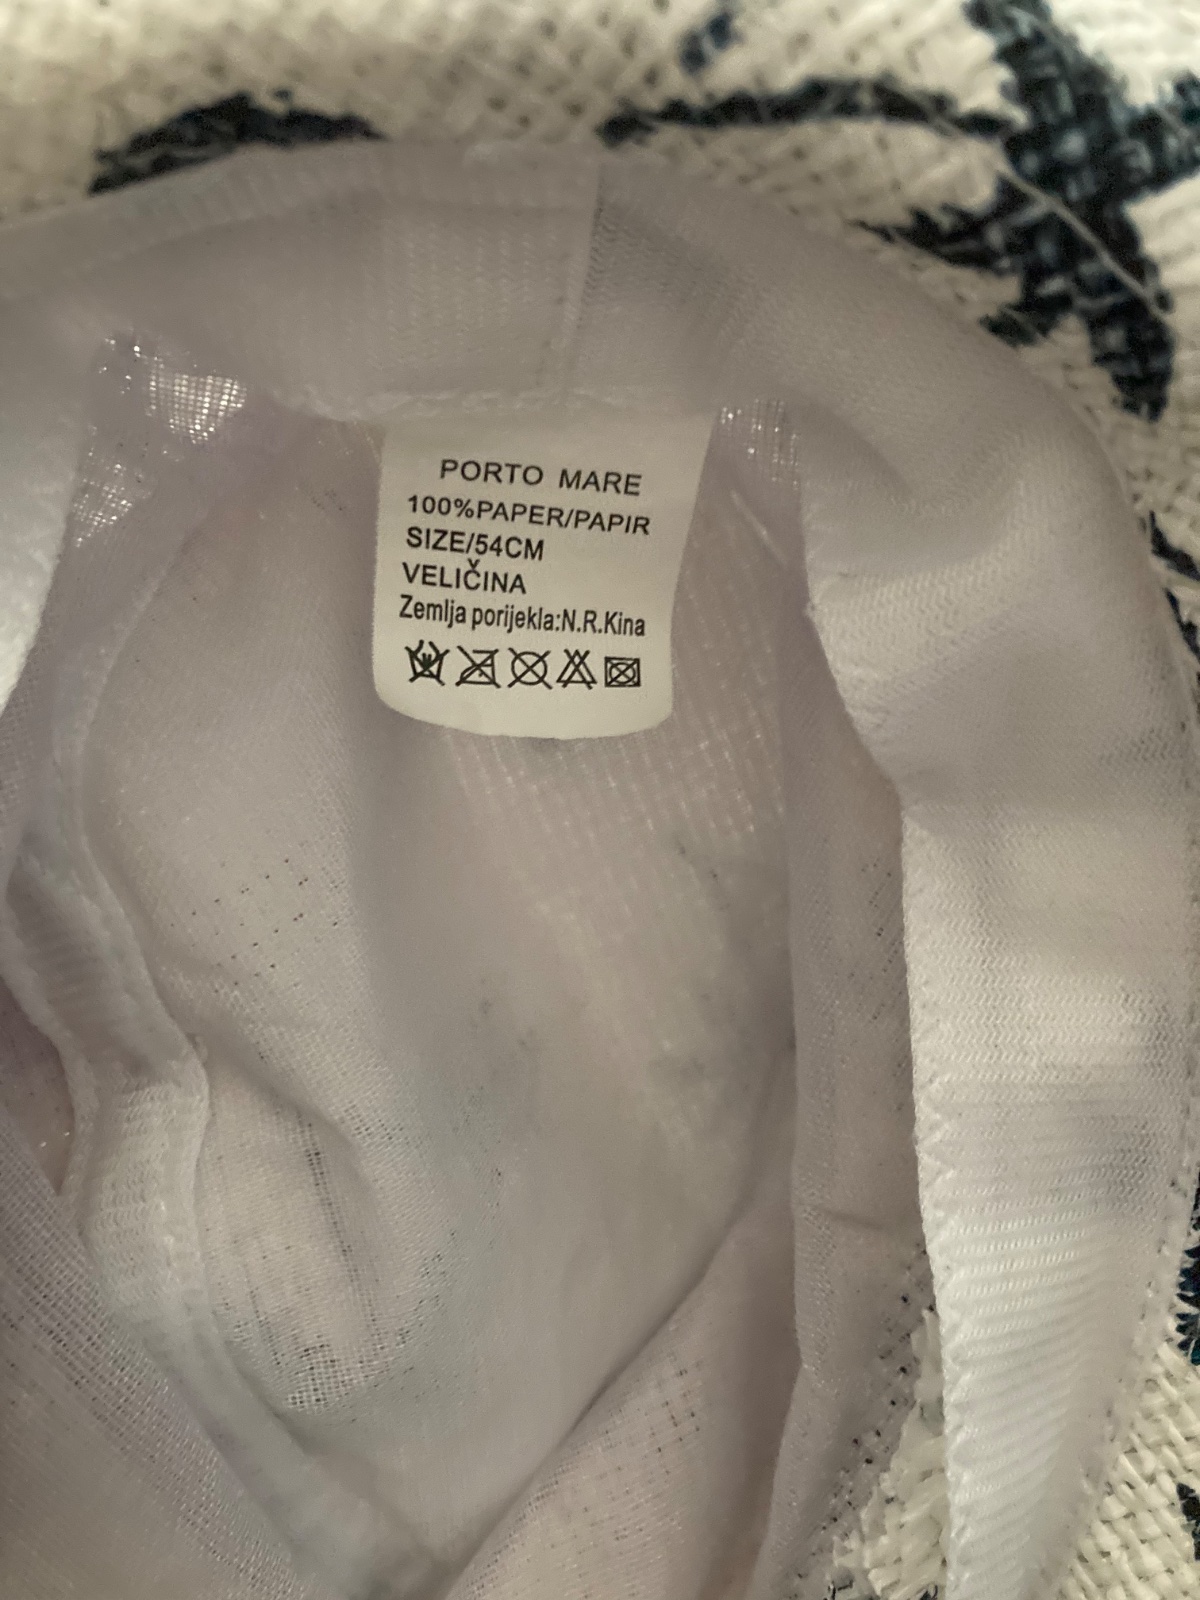 PORTO MARE
100%PAPER/PAPIR
SIZE/54CM
VELIČINA
Zemlja porijekla:N.R.Kina